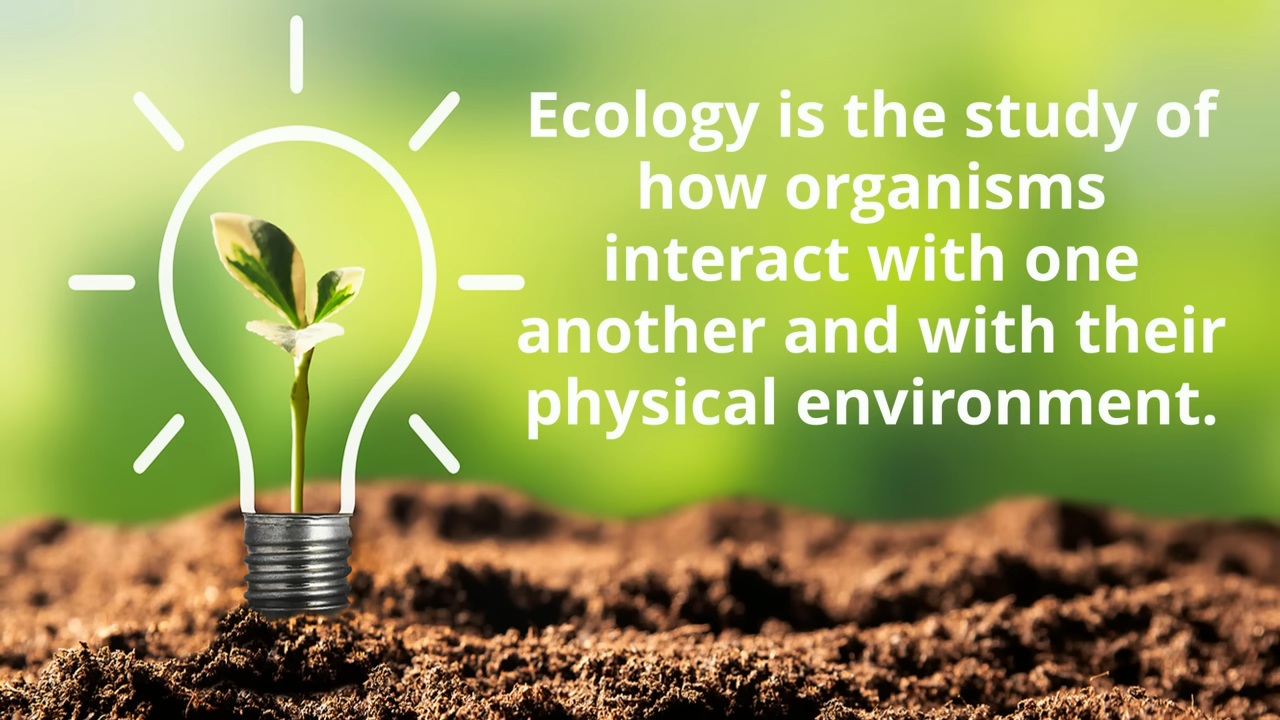 Ecology is the study of
how organisms
interact with one
another and with their
physical environment.